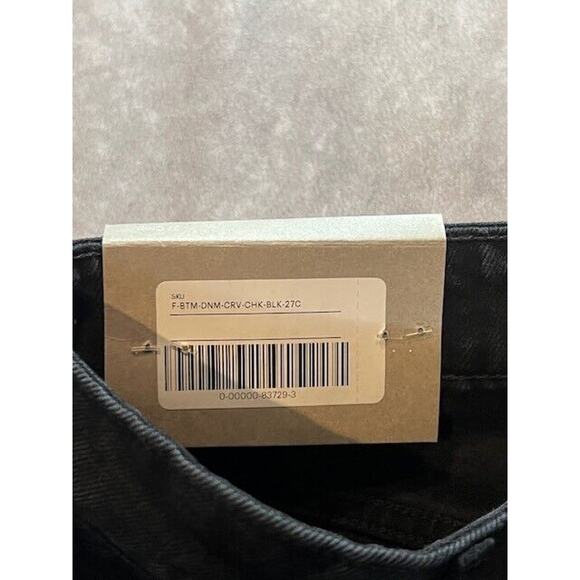 SKU
F-BTM-DNM-CRV-CHK-BLK-27C
0-00000-83729-3